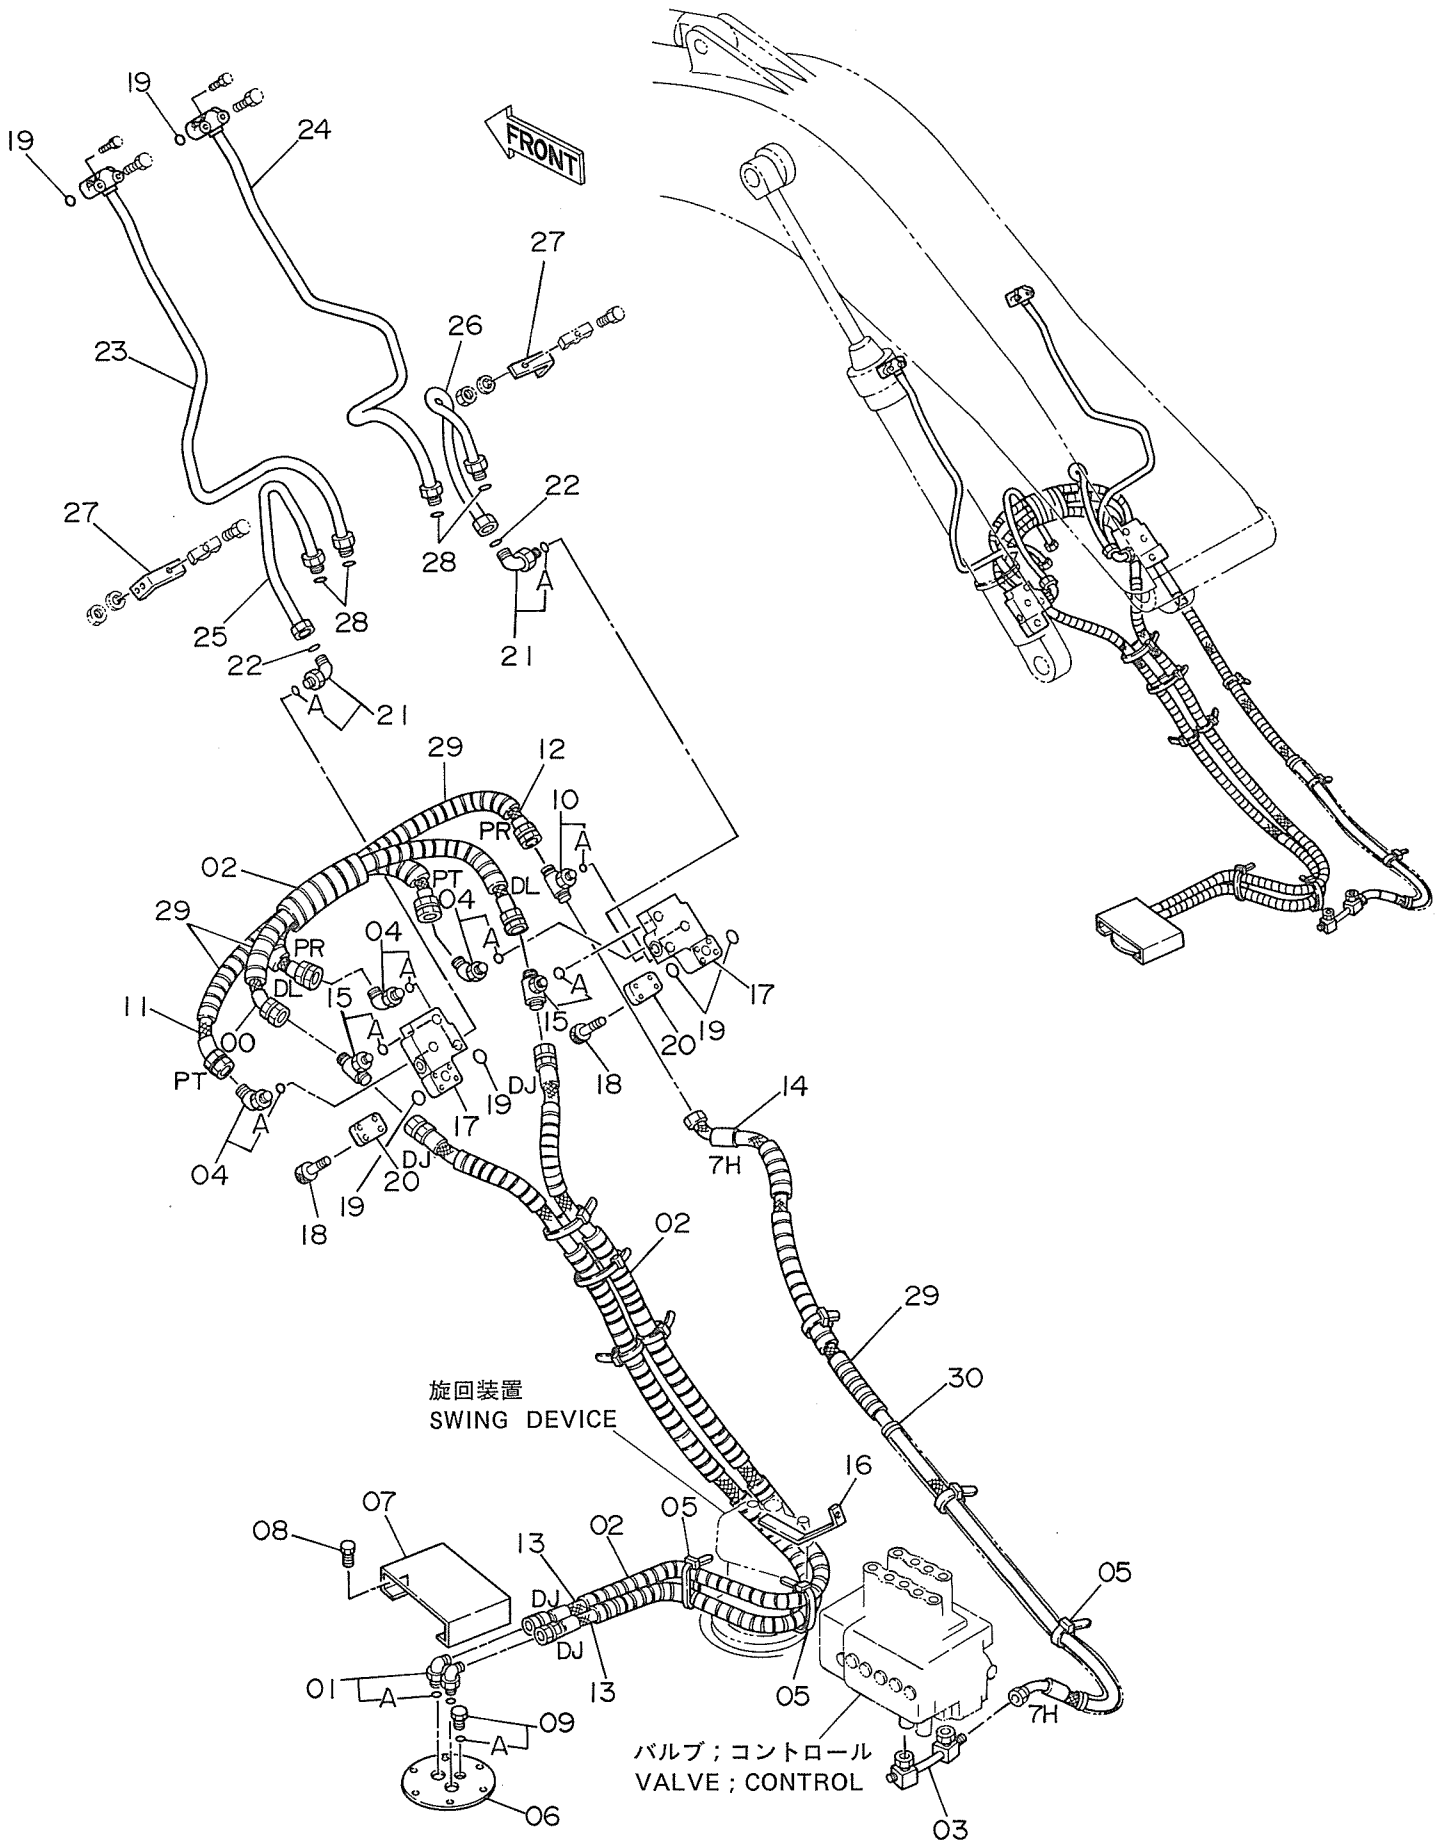 19
19
24
FRONT
27
26
23
22
27
28
25
28
A
22
21
A
21
29
12
10
PR
A
02
PT
DL
04
29
04
A
PR
A
DL
A
17
11
15
15
00
A
20
19
PT
DJ
18
19
14
A
17
04
DJ
20
7H
18
19
02
29
旋回装置
SWING DEVICE
30
16
07
05
08
02
13
DJ
05
DJ
01
A
13
05
09
7H
A
バルブ ; コントロール
VALVE ; CONTROL
06
03